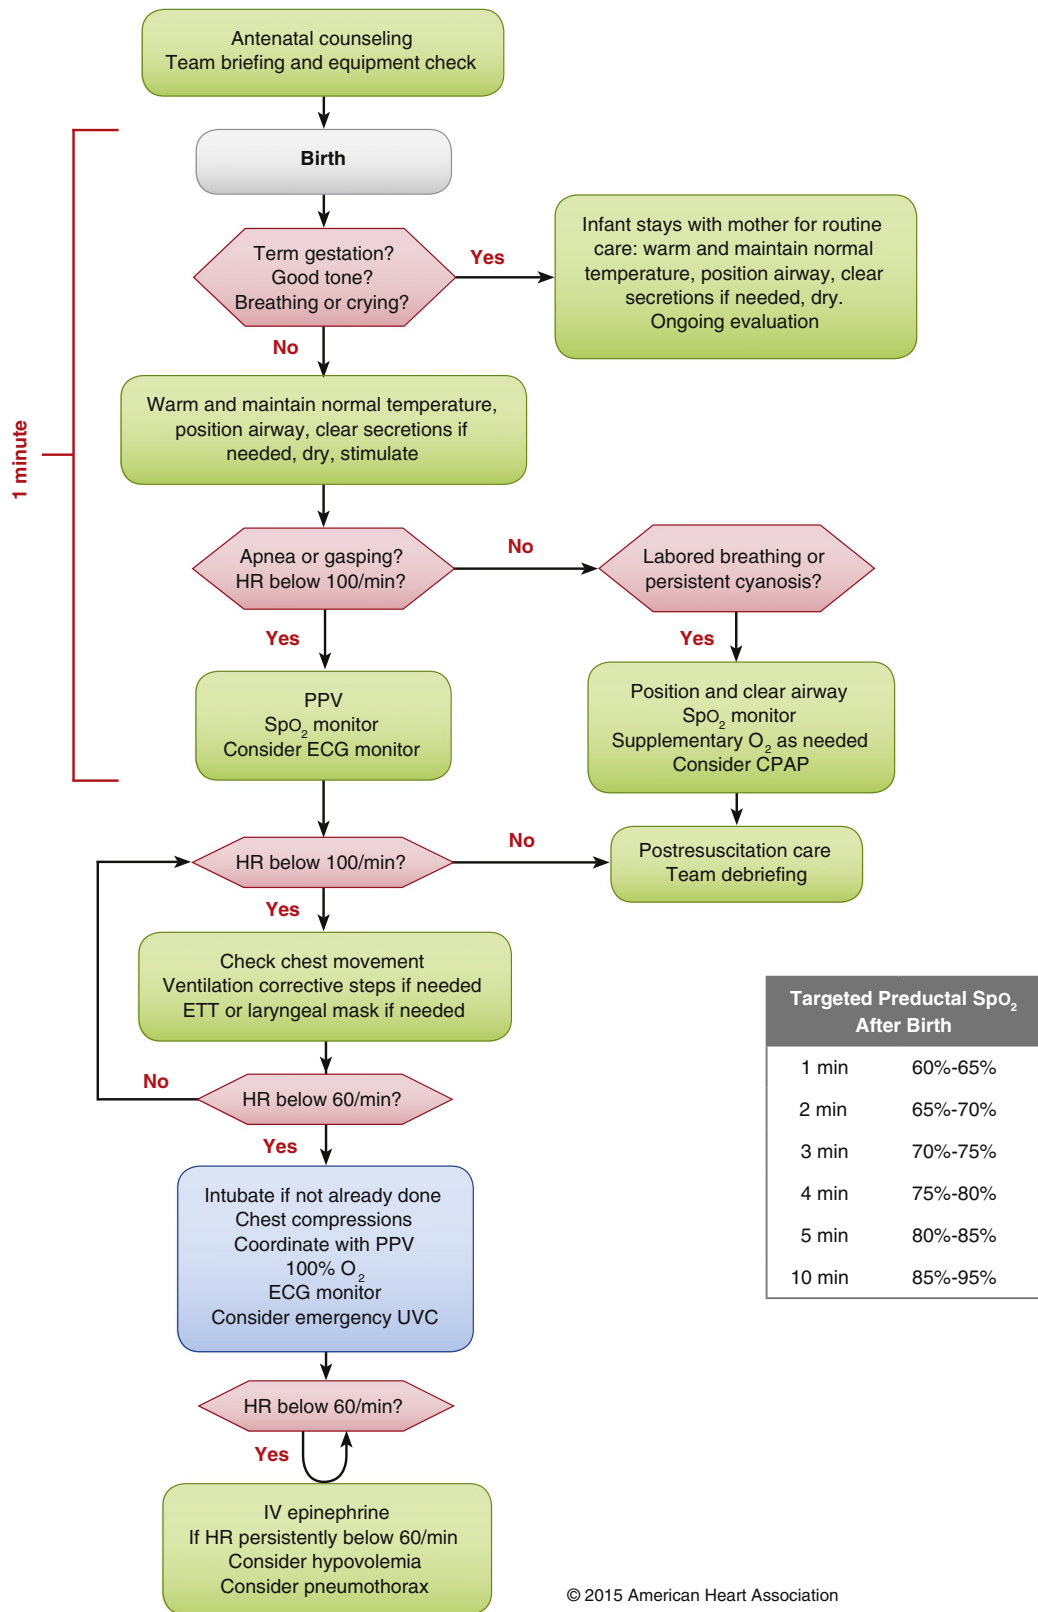 Antenatal counseling
Team briefing and equipment check
Birth
Term gestation?
Good tone?
Breathing or crying?
Yes
Infant stays with mother for routine
care: warm and maintain normal
temperature, position airway, clear
secretions if needed, dry.
Ongoing evaluation
No
1 minute
Warm and maintain normal temperature,
position airway, clear secretions if
needed, dry, stimulate
Apnea or gasping?
HR below 100/min?
No
Labored breathing or
persistent cyanosis?
Yes
Yes
PPV
SpO₂ monitor
Consider ECG monitor
Position and clear airway
SpO₂ monitor
Supplementary O₂ as needed
Consider CPAP
HR below 100/min?
No
Postresuscitation care
Team debriefing
Yes
Check chest movement
Ventilation corrective steps if needed
ETT or laryngeal mask if needed
No
HR below 60/min?
Yes
Intubate if not already done
Chest compressions
Coordinate with PPV
100% O₂
ECG monitor
Consider emergency UVC
HR below 60/min?
Yes
IV epinephrine
If HR persistently below 60/min
Consider hypovolemia
Consider pneumothorax
Targeted Preductal SpO₂
After Birth
1 min 60%-65%
2 min 65%-70%
3 min 70%-75%
4 min 75%-80%
5 min 80%-85%
10 min 85%-95%
© 2015 American Heart Association